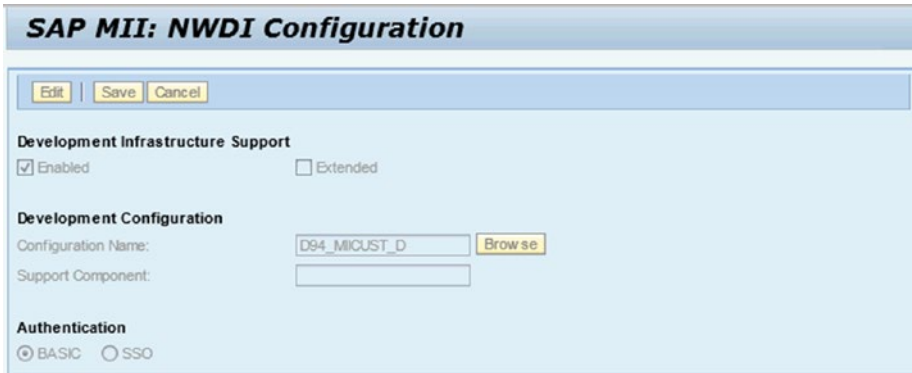 SAP MII: NWDI Configuration
Edit | Save Cancel
Development Infrastructure Support
Enabled Extended
Development Configuration
Configuration Name: D94_MIICUST_D Browse
Support Component:
Authentication
BASIC SSO